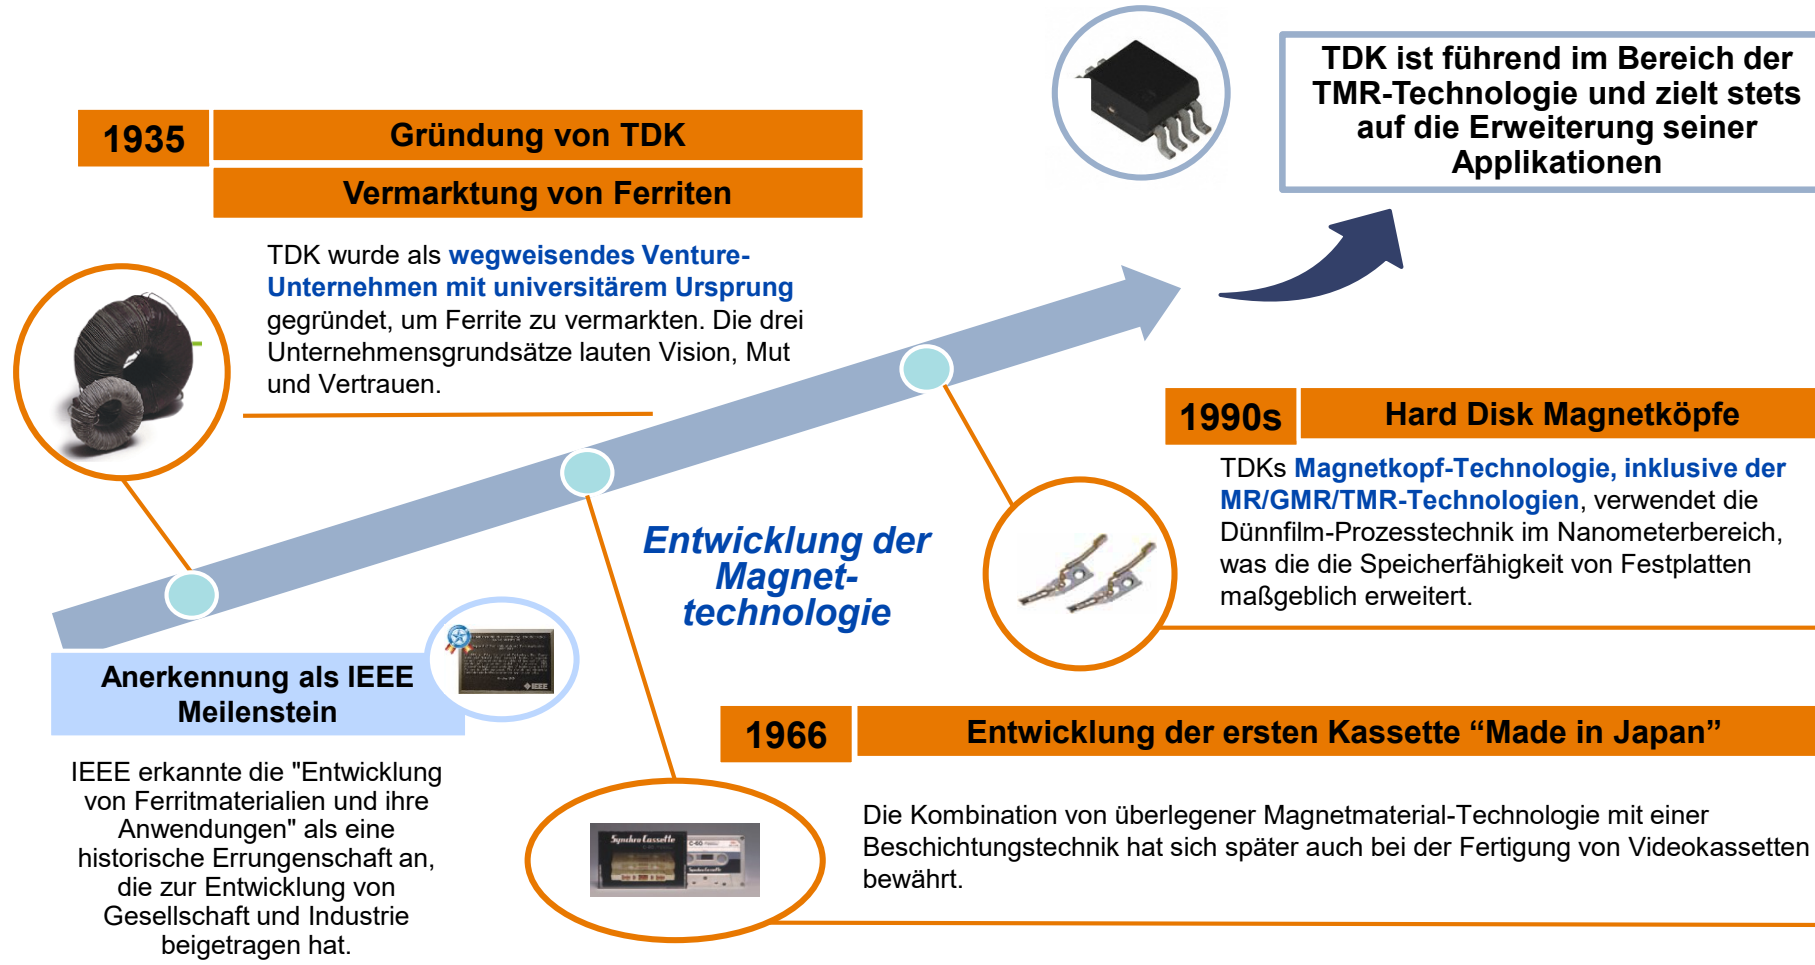 TDK ist führend im Bereich der
TMR-Technologie und zielt stets
auf die Erweiterung seiner
Applikationen
1935
Gründung von TDK
Vermarktung von Ferriten
TDK wurde als wegweisendes Venture-
Unternehmen mit universitärem Ursprung
gegründet, um Ferrite zu vermarkten. Die drei
Unternehmensgrundsätze lauten Vision, Mut
und Vertrauen.
1990s
Hard Disk Magnetköpfe
TDKs Magnetkopf-Technologie, inklusive der
MR/GMR/TMR-Technologien, verwendet die
Dünnfilm-Prozesstechnik im Nanometerbereich,
was die die Speicherfähigkeit von Festplatten
maßgeblich erweitert.
Entwicklung der
Magnet-
technologie
Anerkennung als IEEE
Meilenstein
IEEE
IEEE erkannte die "Entwicklung
von Ferritmaterialien und ihre
Anwendungen" als eine
historische Errungenschaft an,
die zur Entwicklung von
Gesellschaft und Industrie
beigetragen hat.
1966
Entwicklung der ersten Kassette “Made in Japan”
Synchro Cassette
C-60
Die Kombination von überlegener Magnetmaterial-Technologie mit einer
Beschichtungstechnik hat sich später auch bei der Fertigung von Videokassetten
bewährt.